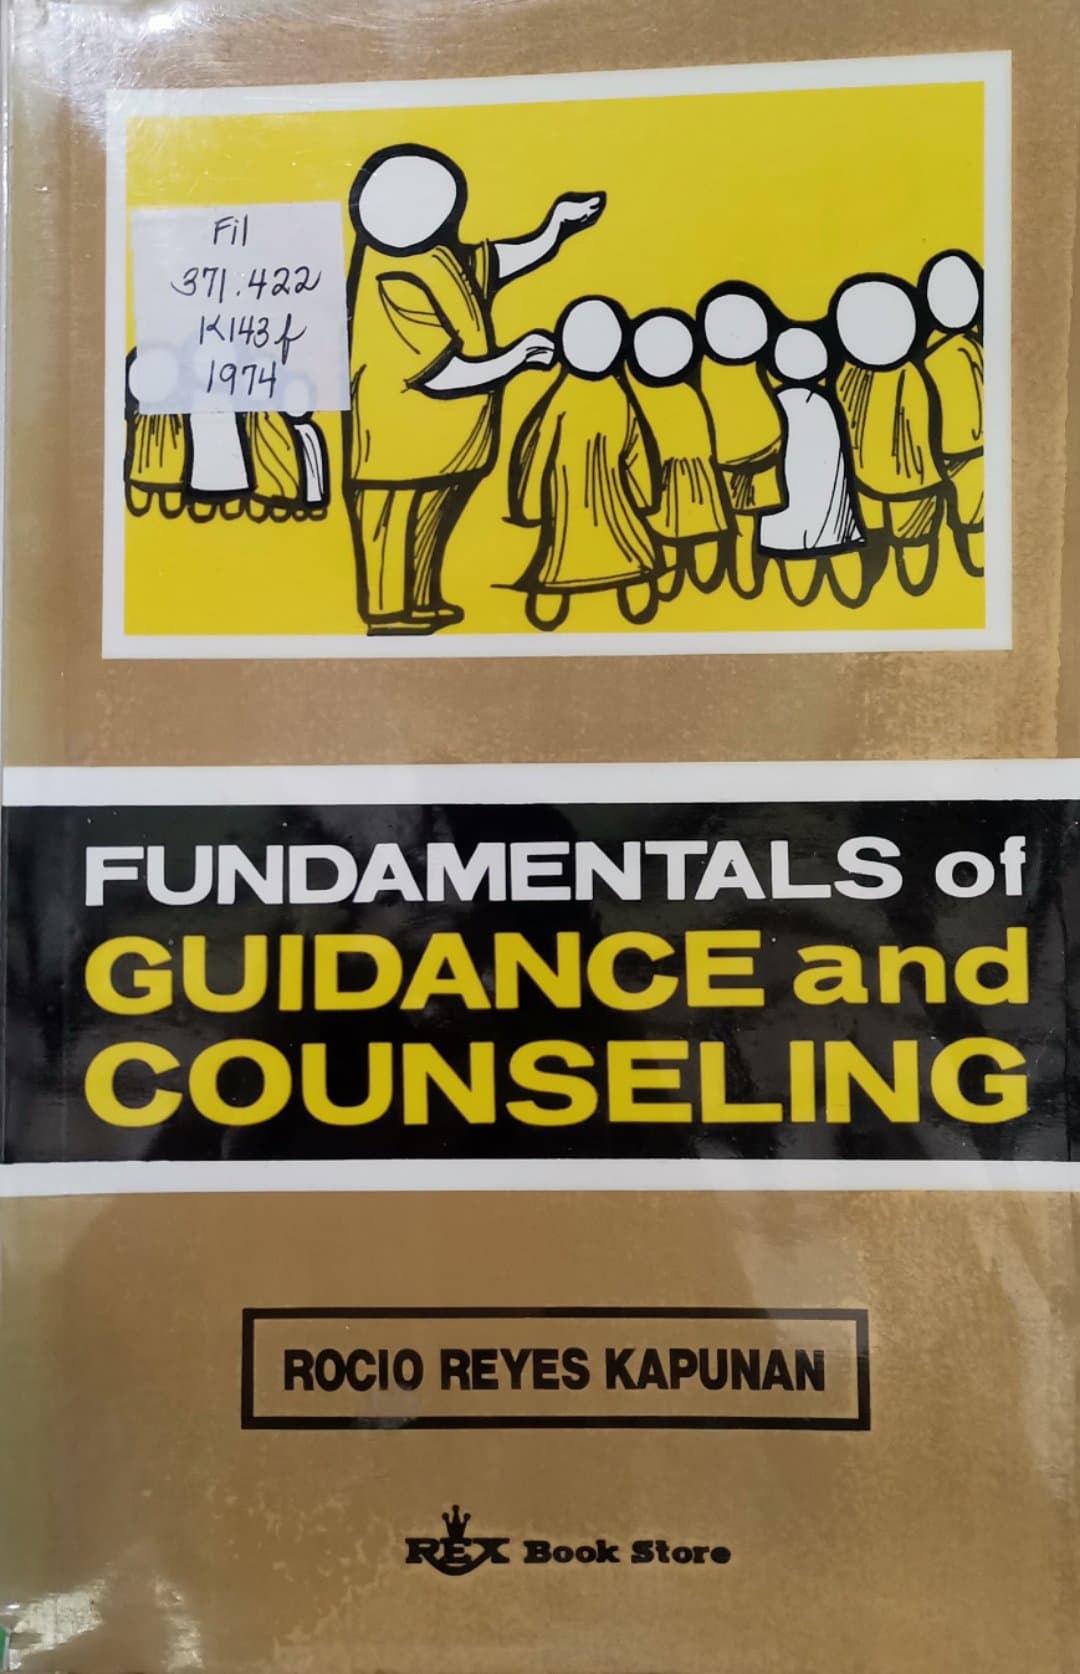 Fil
371.422
K143f
1974
FUNDAMENTALS of
GUIDANCE and
COUNSELING
ROCIO REYES KAPUNAN
REX Book Store